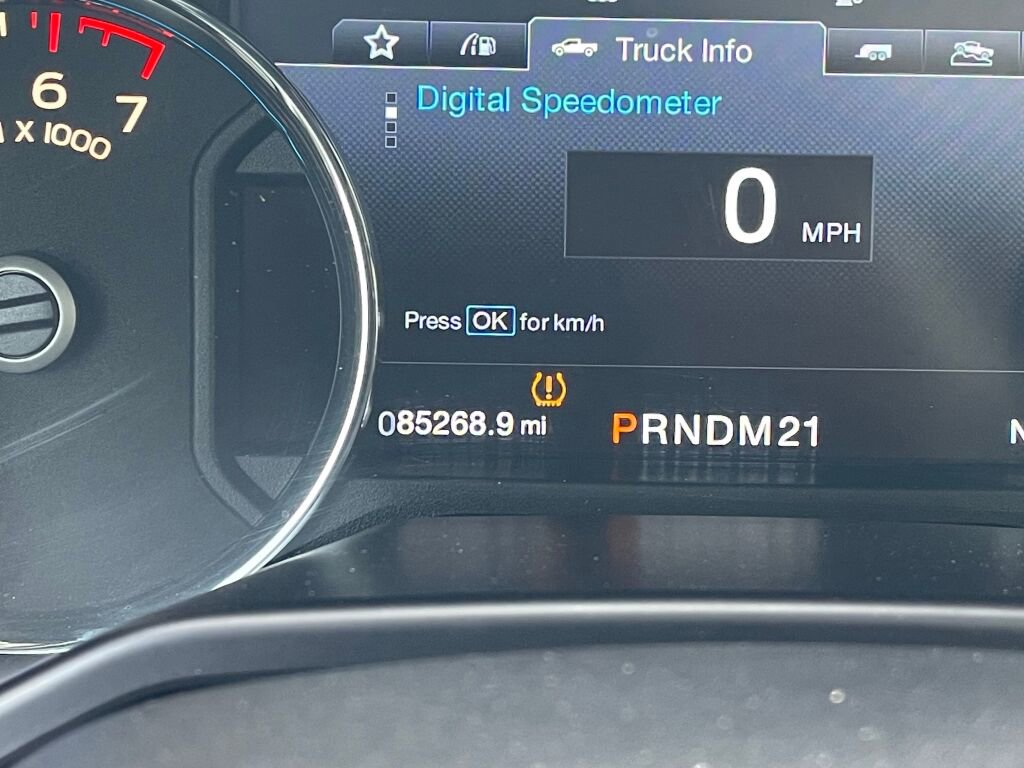 Truck Info
6
7
X 1000
Digital Speedometer
0 MPH
Press OK for km/h
085268.9 mi
PRNDM21
N